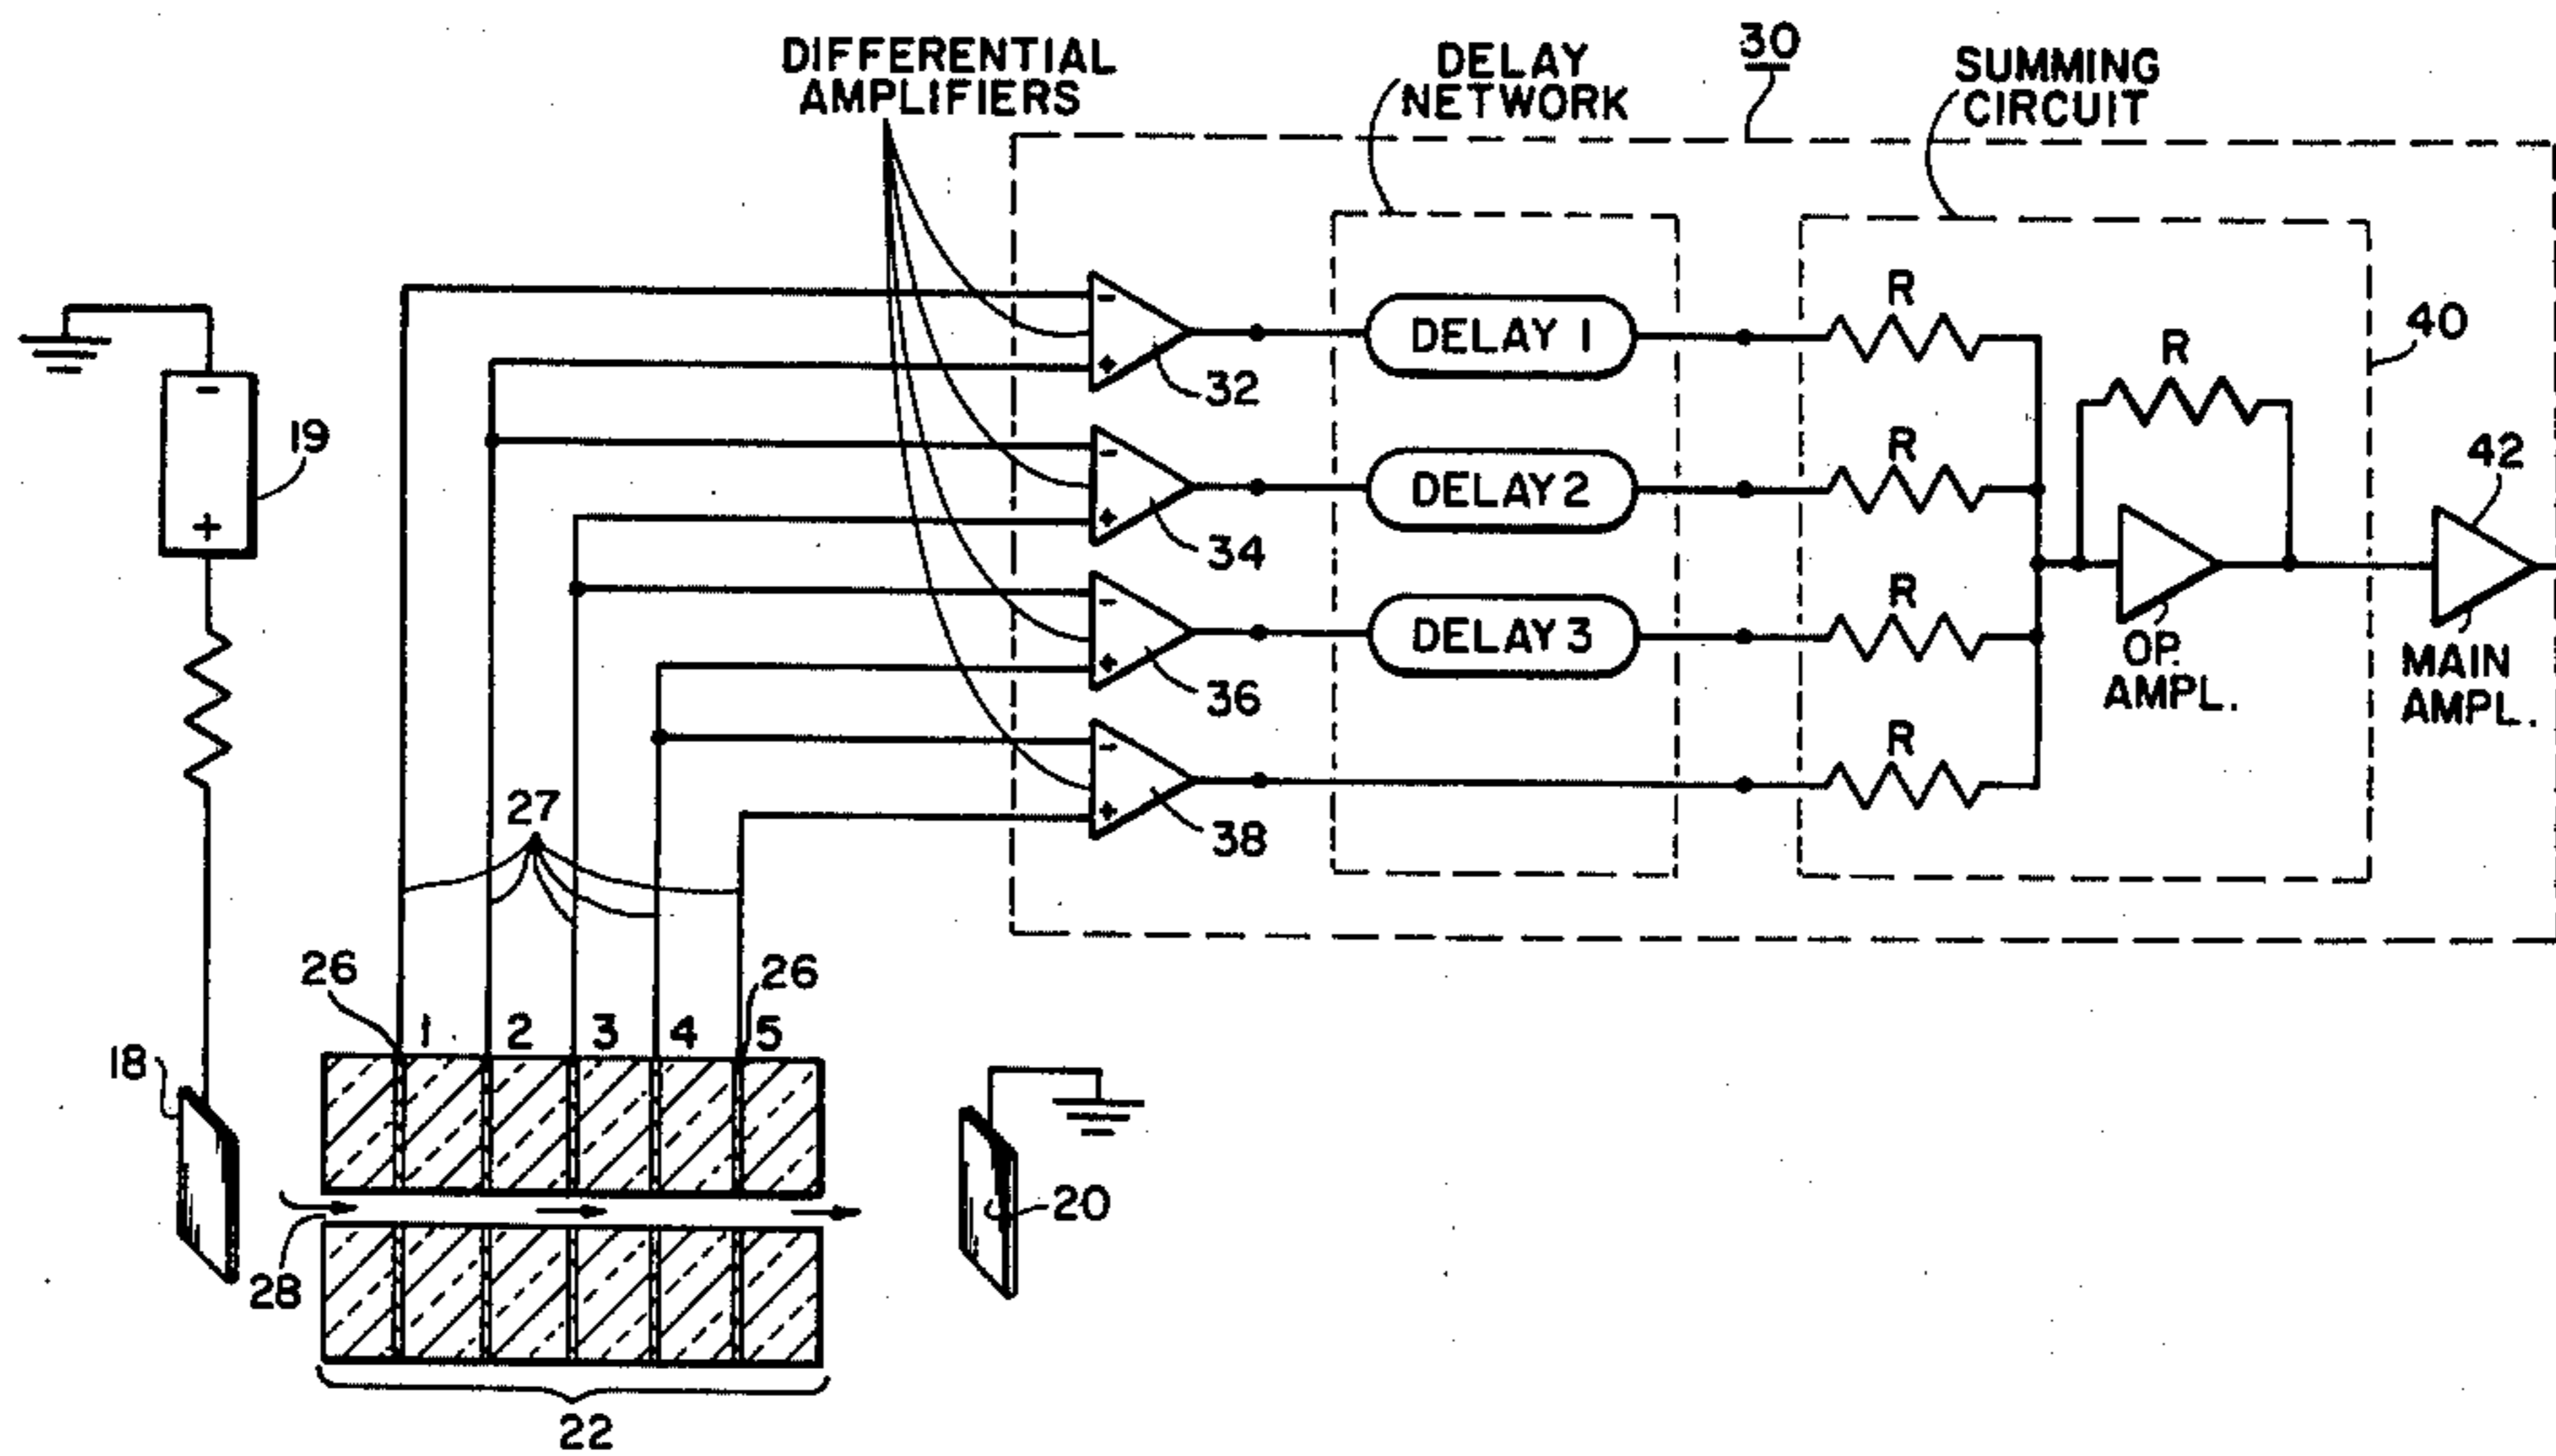 DIFFERENTIAL
AMPLIFIERS
DELAY
NETWORK
30
SUMMING
CIRCUIT
-
+
19
-
+
32
DELAY 1
R
R
40
-
+
34
DELAY 2
R
42
-
+
36
DELAY 3
R
OP.
AMPL.
MAIN
AMPL.
-
+
38
R
27
26
26
1
2
3
4
5
18
20
28
22